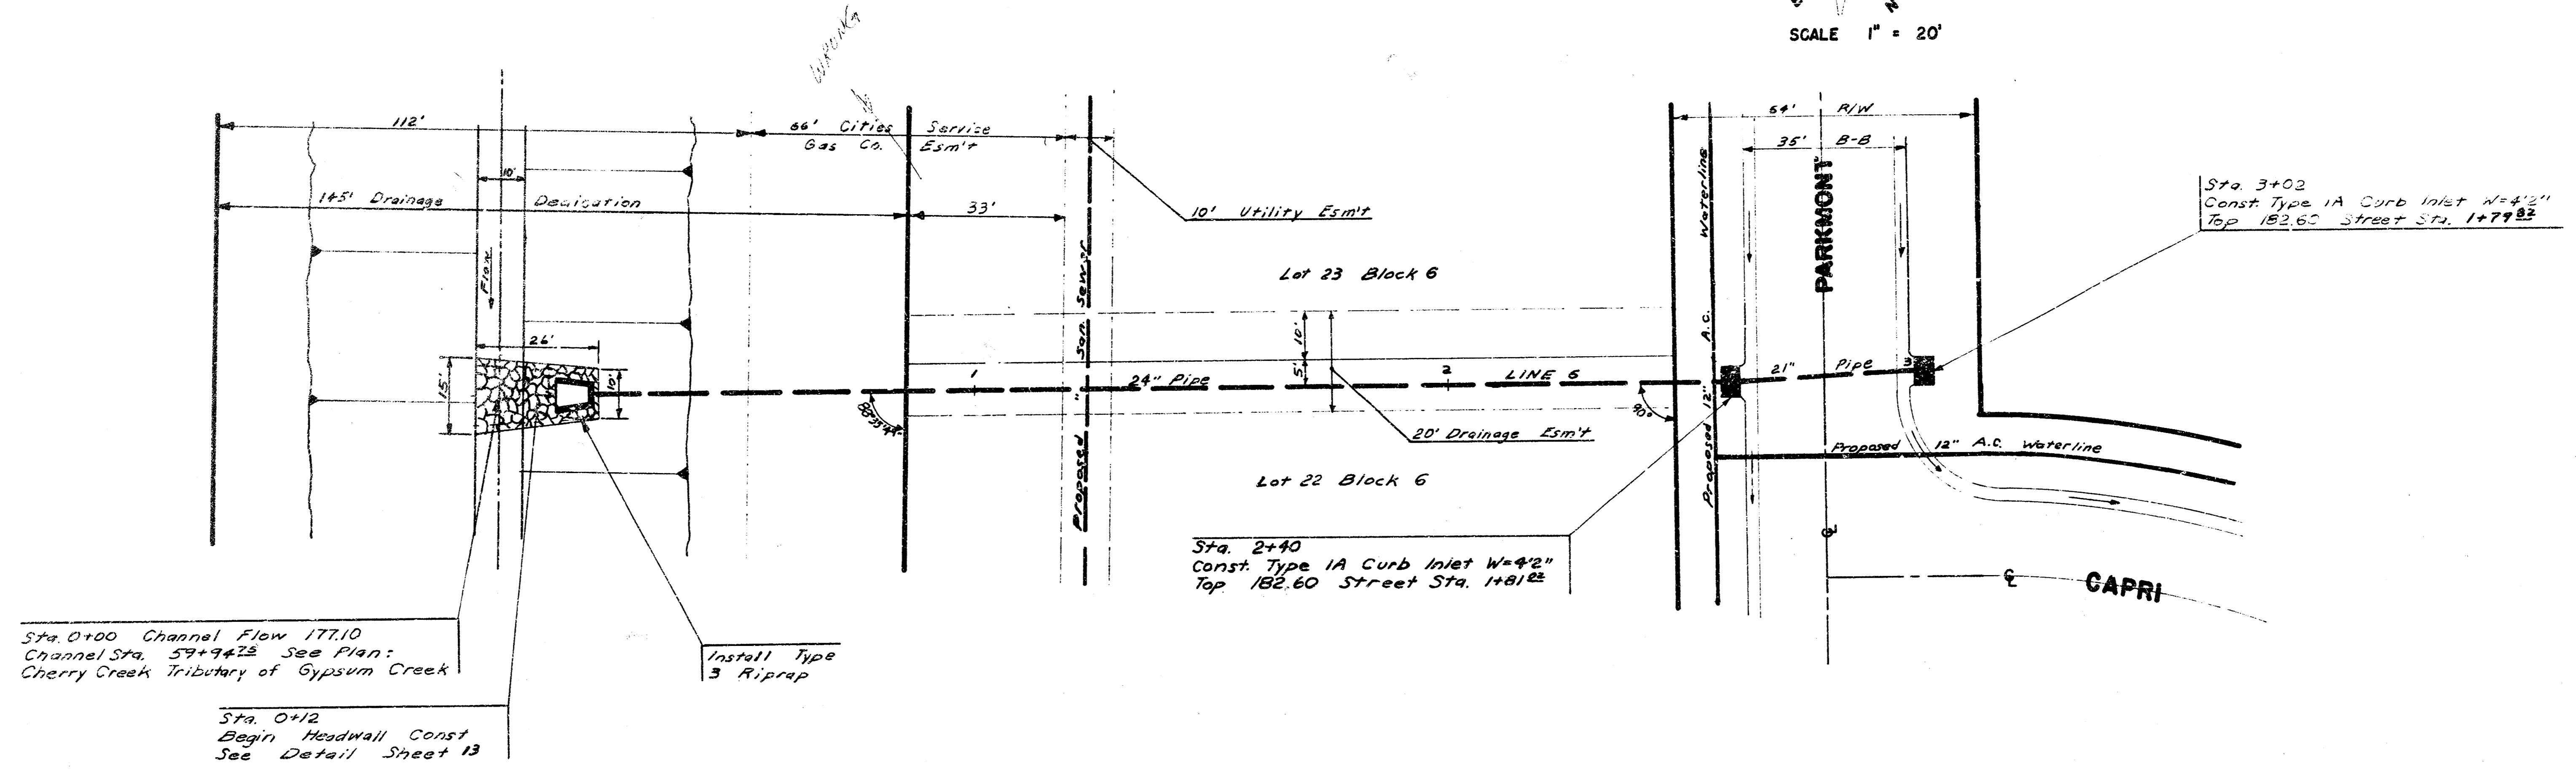 SCALE 1" = 20'
112'
66' Cities Service
Gas Co. Esm't
64' R/W
35' B-B
10'
145' Drainage Dedication
33'
10' Utility Esm't
Sta. 3+02
Const. Type 1A Curb Inlet W=4'2"
Top 182.60 Street Sta. 1+79 82
Flow
Proposed " San. Sewer
Lot 23 Block 6
Proposed 12" A.C. Waterline
PARKMONT
26'
15'
10'
10'
5'
1
24" Pipe
2
LINE 6
21" Pipe
3
90°
20' Drainage Esm't
Proposed 12" A.C. Waterline
Lot 22 Block 6
Sta. 2+40
Const. Type 1A Curb Inlet W=4'2"
Top 182.60 Street Sta. 1+81 22
℄
℄ CAPRI
Sta. 0+00 Channel Flow 177.10
Channel Sta. 59+94 75 See Plan:
Cherry Creek Tributary of Gypsum Creek
Install Type
3 Riprap
Sta. 0+12
Begin Headwall Const
See Detail Sheet 13